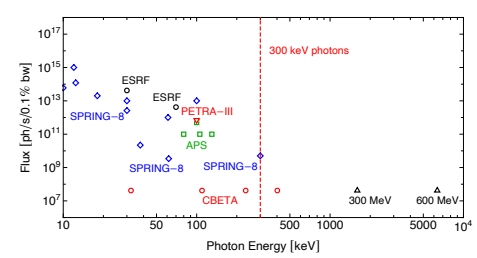 10^17
10^15
10^13
10^11
10^9
10^7
Flux [ph/s/0.1% bw]
300 keV photons
ESRF
ESRF
PETRA-III
SPRING-8
APS
SPRING-8
SPRING-8
CBETA
300 MeV
600 MeV
10 50 100 500 1000 5000 10^4
Photon Energy [keV]